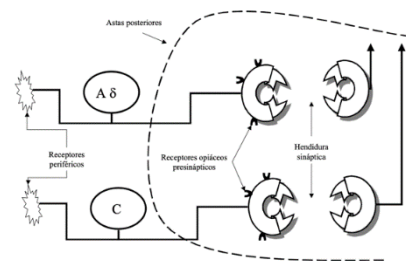 Astas posteriores
A δ
Receptores
periféricos
Receptores opiáceos
presinápticos
Hendidura
sináptica
C